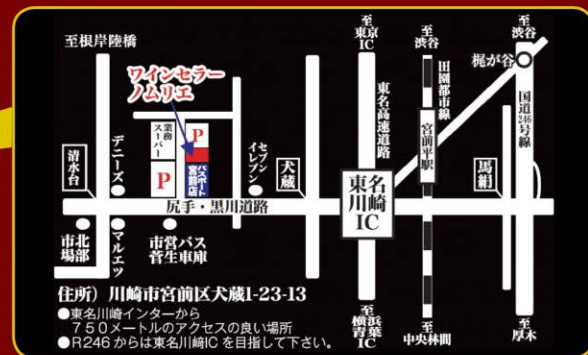 至根岸陸橋
至東京IC
至渋谷
至渋谷
ワインセラー
ノムリエ
梶が谷
田園都市線
東名高速道路
国道246号線
業務スーパー
P
P
パスポート宮前店
デニーズ
セブンイレブン
清水台
犬蔵
宮前平駅
馬絹
東名川崎IC
尻手・黒川道路
北部市場
マルエツ
市営バス
菅生車庫
住所）川崎市宮前区犬蔵1-23-13
●東名川崎インターから
７５０メートルのアクセスの良い場所
●R246からは東名川崎ICを目指して下さい。
至横浜青葉IC
至中央林間
至厚木